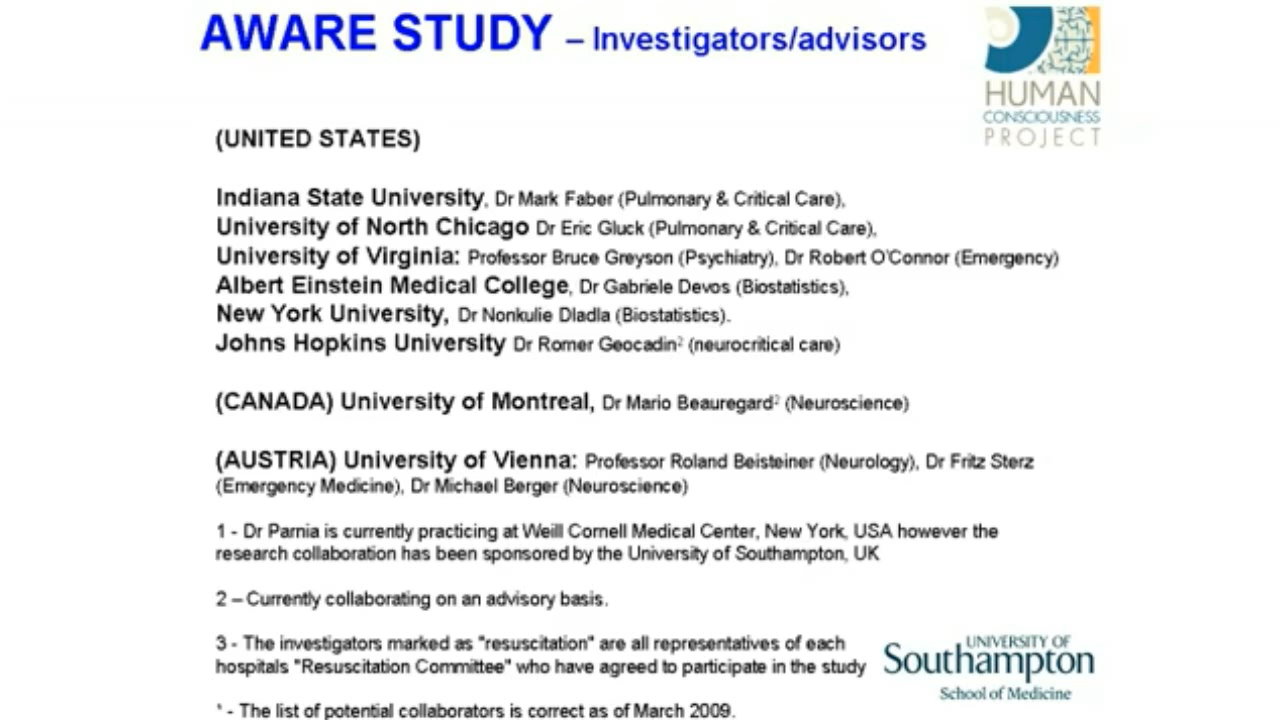 AWARE STUDY – Investigators/advisors
HUMAN
CONSCIOUSNESS
PROJECT
(UNITED STATES)
Indiana State University, Dr Mark Faber (Pulmonary & Critical Care),
University of North Chicago Dr Eric Gluck (Pulmonary & Critical Care),
University of Virginia: Professor Bruce Greyson (Psychiatry), Dr Robert O'Connor (Emergency)
Albert Einstein Medical College, Dr Gabriele Devos (Biostatistics),
New York University, Dr Nonkulie Dladla (Biostatistics).
Johns Hopkins University Dr Romer Geocadin² (neurocritical care)
(CANADA) University of Montreal, Dr Mario Beauregard² (Neuroscience)
(AUSTRIA) University of Vienna: Professor Roland Beisteiner (Neurology), Dr Fritz Sterz
(Emergency Medicine), Dr Michael Berger (Neuroscience)
1 - Dr Parnia is currently practicing at Weill Cornell Medical Center, New York, USA however the
research collaboration has been sponsored by the University of Southampton, UK
2 – Currently collaborating on an advisory basis.
3 - The investigators marked as "resuscitation" are all representatives of each
hospitals "Resuscitation Committee" who have agreed to participate in the study
UNIVERSITY OF
Southampton
School of Medicine
* - The list of potential collaborators is correct as of March 2009.